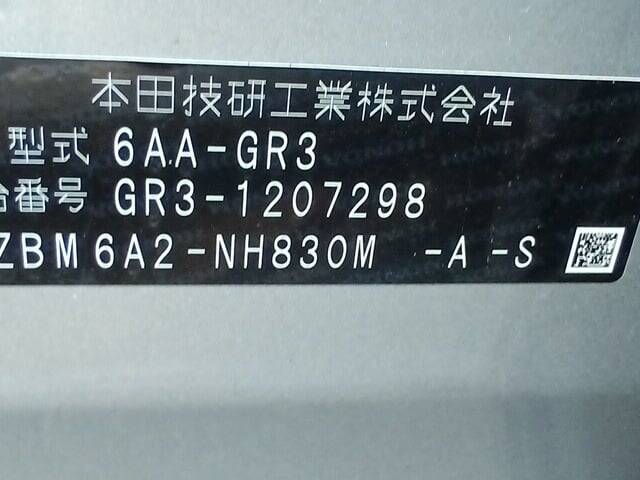 本田技研工業株式会社
型式 6AA-GR3
番号 GR3-1207298
ZBM6A2-NH830M -A -S